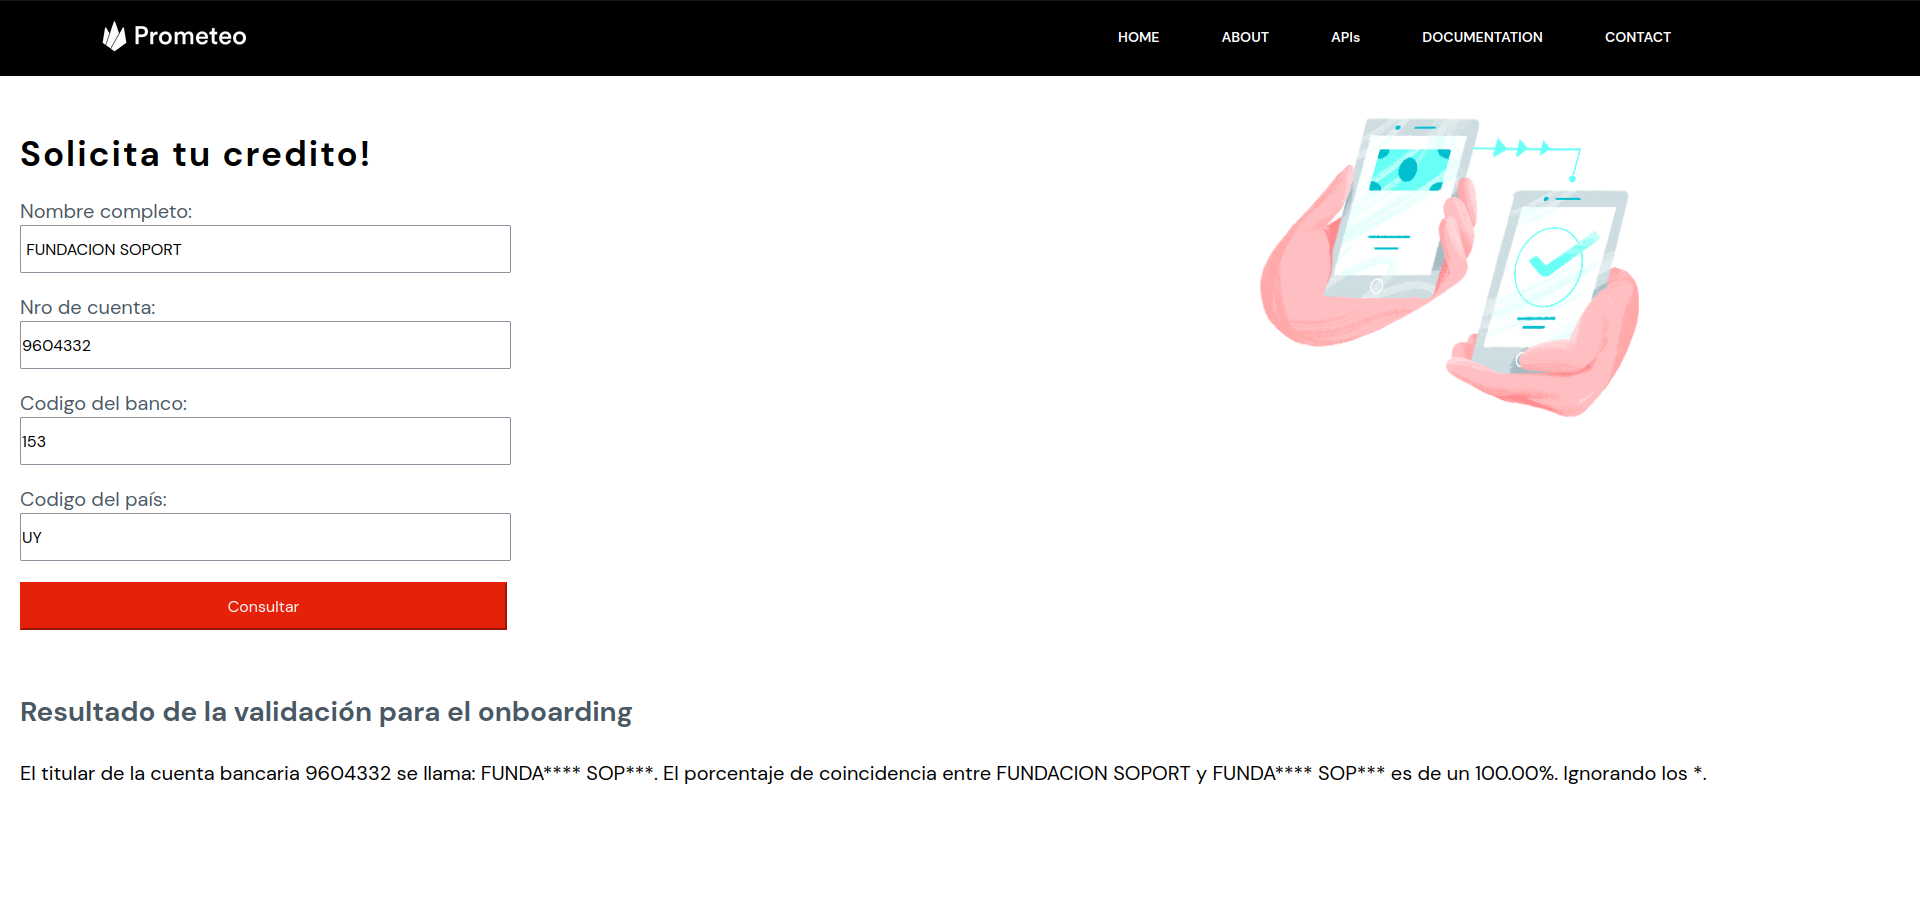 Prometeo
HOME ABOUT APIs DOCUMENTATION CONTACT
Solicita tu credito!
Nombre completo:
FUNDACION SOPORT
Nro de cuenta:
9604332
Codigo del banco:
153
Codigo del país:
UY
Consultar
Resultado de la validación para el onboarding
El titular de la cuenta bancaria 9604332 se llama: FUNDA**** SOP***. El porcentaje de coincidencia entre FUNDACION SOPORT y FUNDA**** SOP*** es de un 100.00%. Ignorando los *.